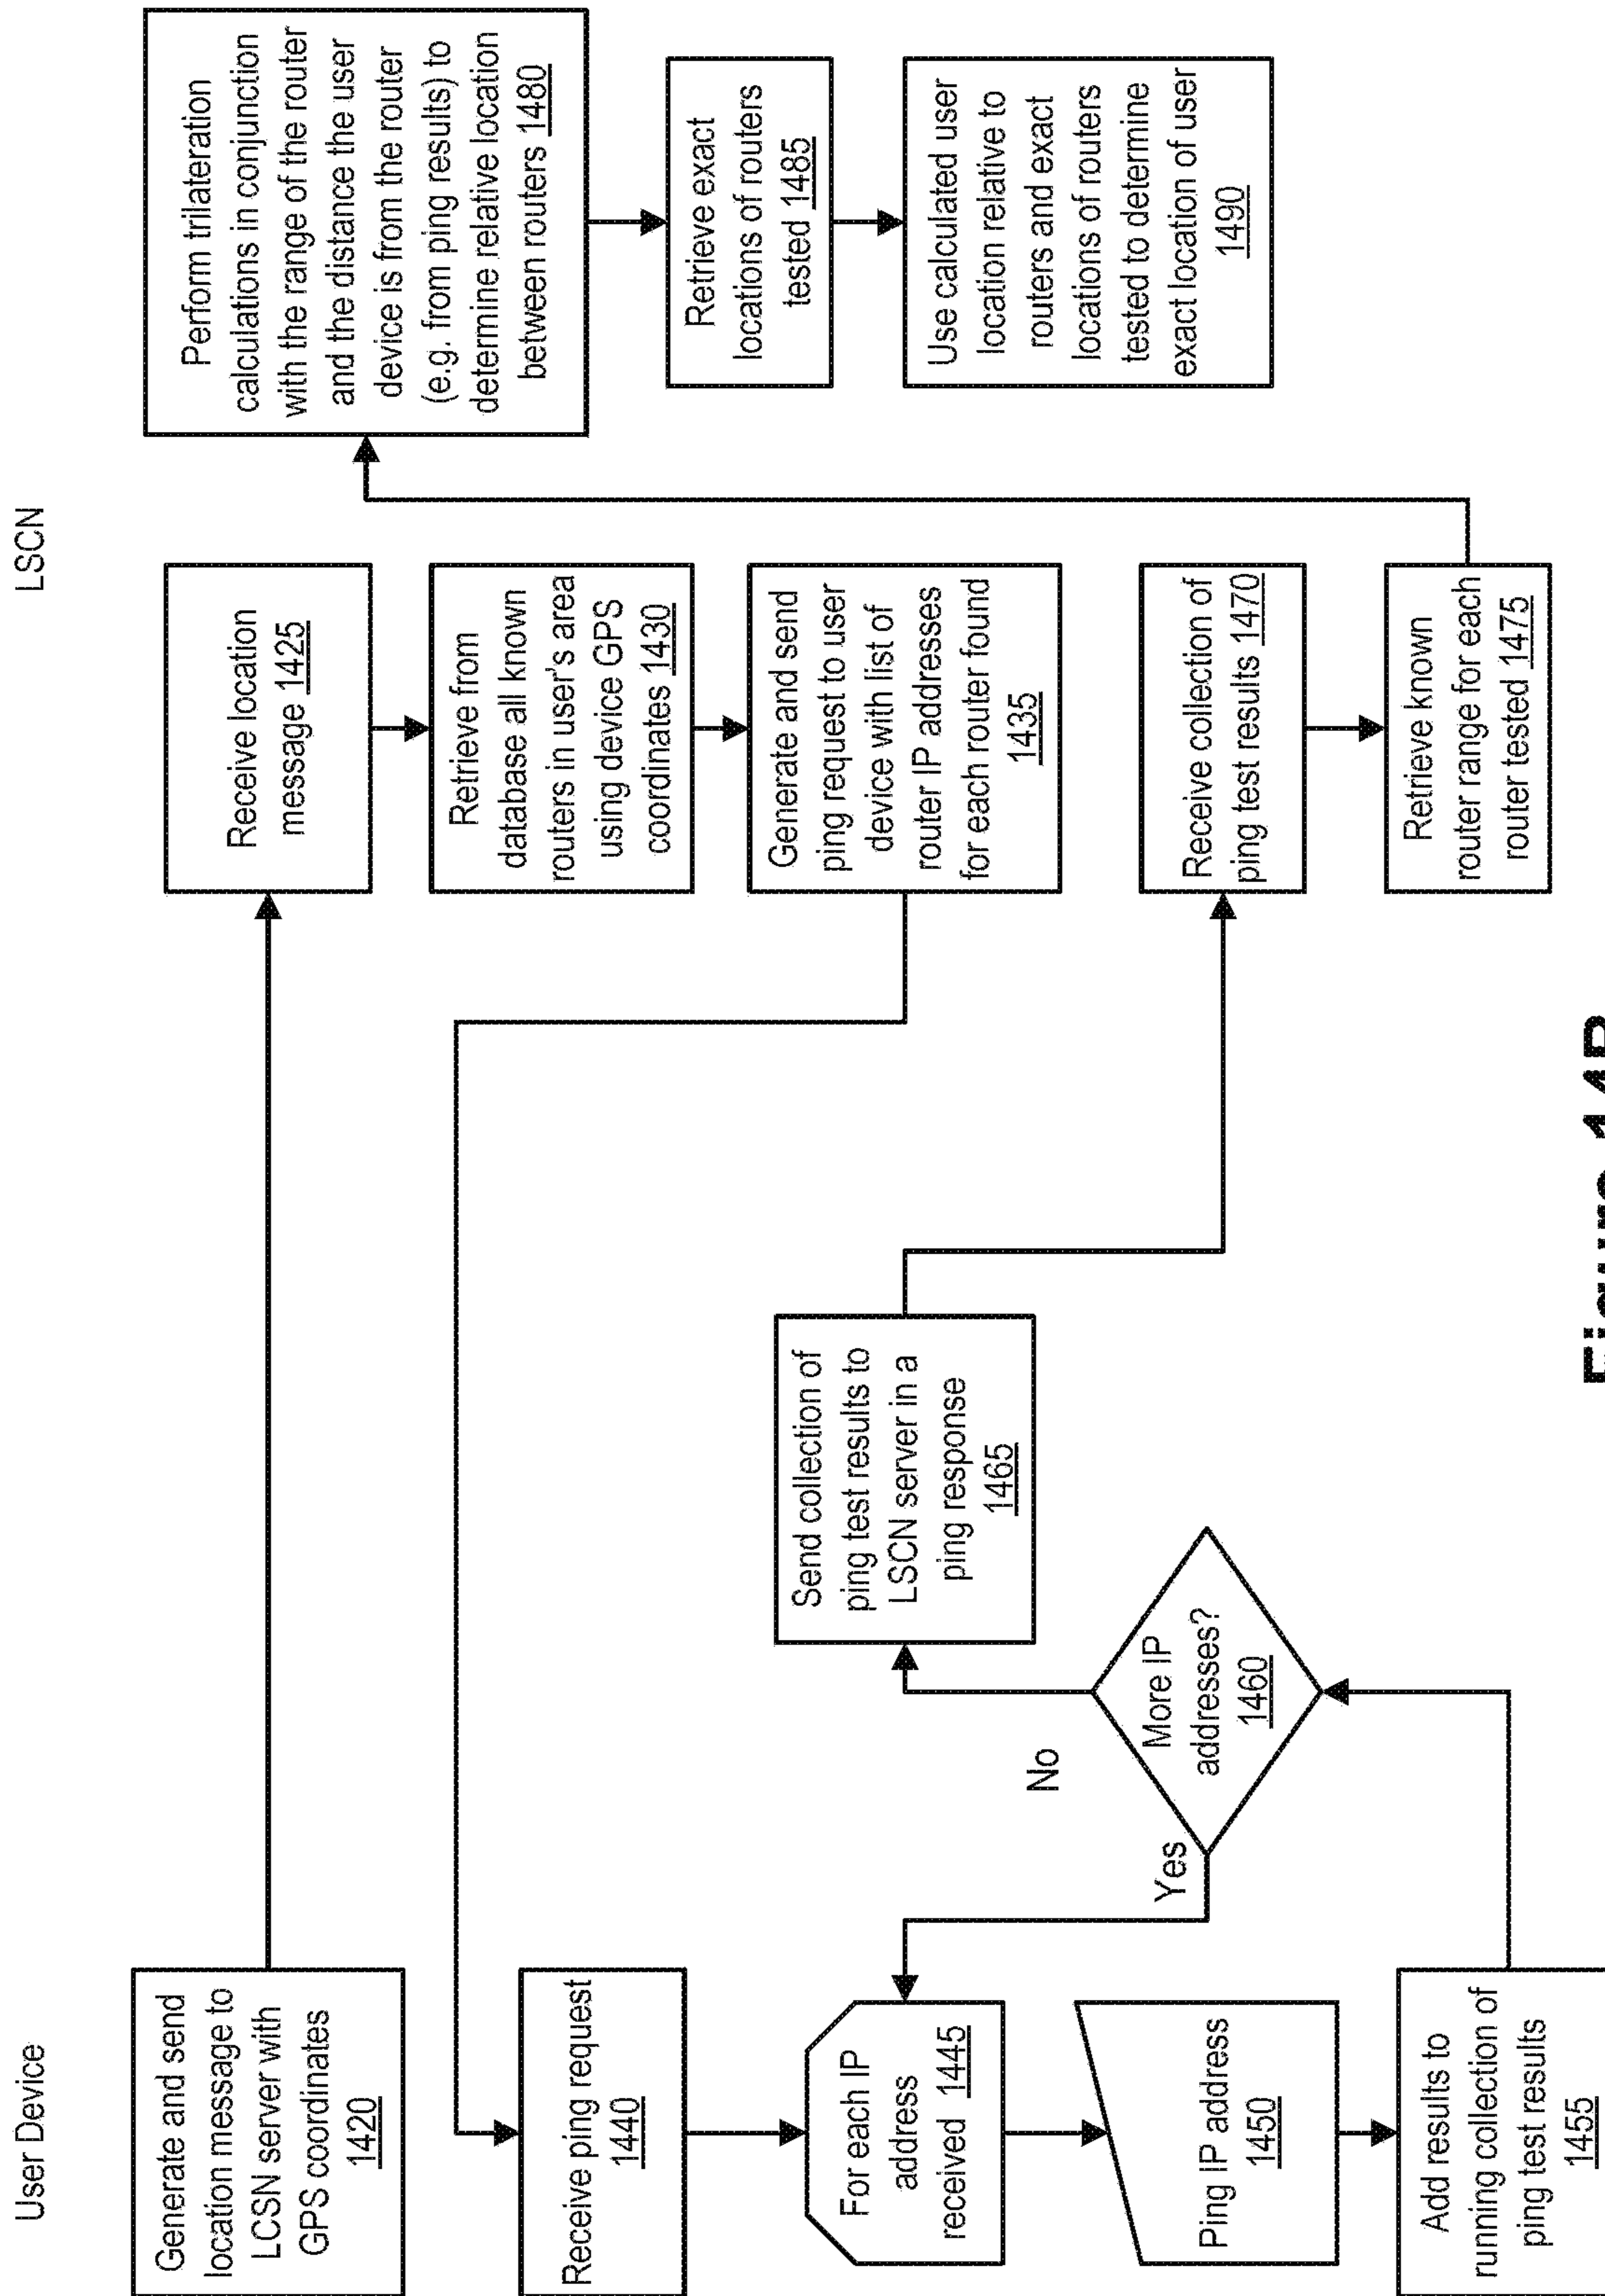 User Device
LSCN
Generate and send
location message to
LCSN server with
GPS coordinates
1420
Receive location
message 1425
Retrieve from
database all known
routers in user's area
using device GPS
coordinates 1430
Generate and send
ping request to user
device with list of
router IP addresses
for each router found
1435
Receive ping request
1440
For each IP
address
received 1445
Ping IP address
1450
Add results to
running collection of
ping test results
1455
More IP
addresses?
1460
Yes
No
Send collection of
ping test results to
LSCN server in a
ping response
1465
Receive collection of
ping test results 1470
Retrieve known
router range for each
router tested 1475
Perform trilateration
calculations in conjunction
with the range of the router
and the distance the user
device is from the router
(e.g. from ping results) to
determine relative location
between routers 1480
Retrieve exact
locations of routers
tested 1485
Use calculated user
location relative to
routers and exact
locations of routers
tested to determine
exact location of user
1490
Figure 14B